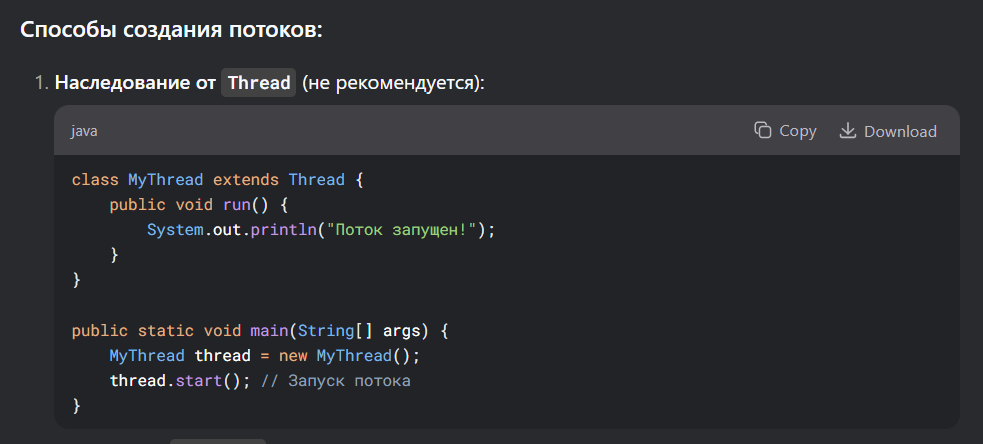 Способы создания потоков:
1. Наследование от Thread (не рекомендуется):
java Copy Download
class MyThread extends Thread {
    public void run() {
        System.out.println("Поток запущен!");
    }
}

public static void main(String[] args) {
    MyThread thread = new MyThread();
    thread.start(); // Запуск потока
}